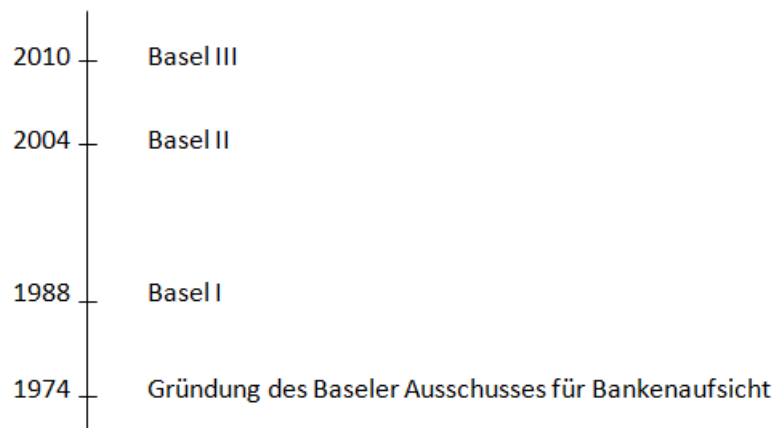 2010 Basel III
2004 Basel II
1988 Basel I
1974 Gründung des Baseler Ausschusses für Bankenaufsicht